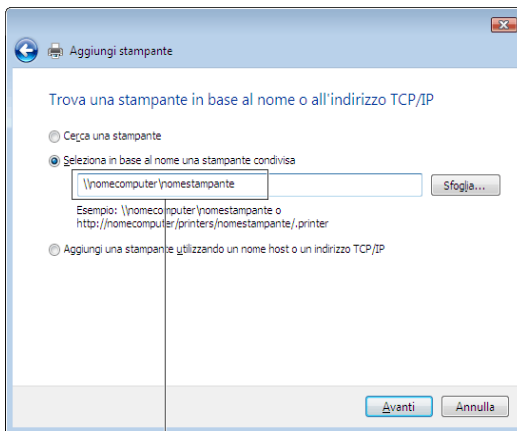 Aggiungi stampante
Trova una stampante in base al nome o all'indirizzo TCP/IP
Cerca una stampante
Seleziona in base al nome una stampante condivisa
\\nomecomputer\nomestampante
Sfoglia...
Esempio: \\nomecomputer\nomestampante o
http://nomecomputer/printers/nomestampante/.printer
Aggiungi una stampante utilizzando un nome host o un indirizzo TCP/IP
Avanti
Annulla